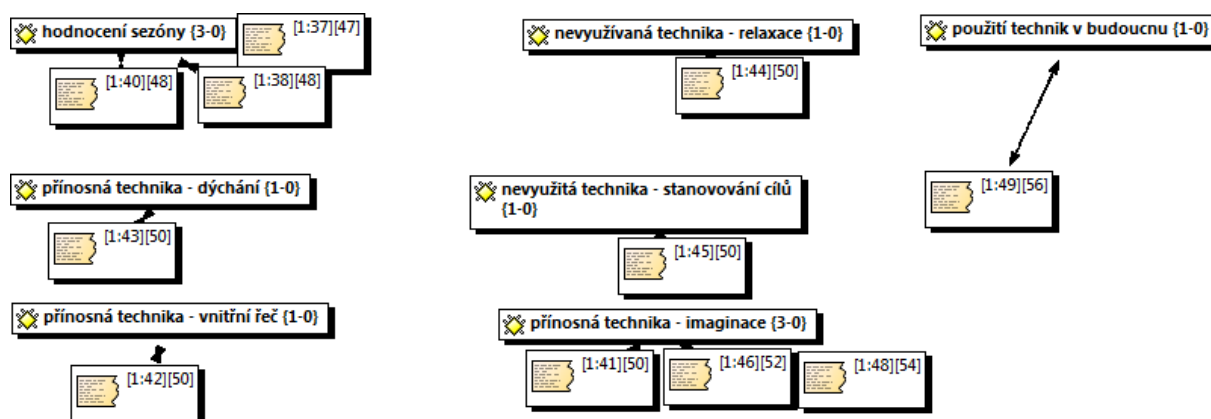 hodnocení sezóny {3-0}
[1:37][47]
[1:40][48]
[1:38][48]
nevyužívaná technika - relaxace {1-0}
[1:44][50]
použití technik v budoucnu {1-0}
[1:49][56]
přínosná technika - dýchání {1-0}
[1:43][50]
nevyužitá technika - stanovování cílů
{1-0}
[1:45][50]
přínosná technika - vnitřní řeč {1-0}
[1:42][50]
přínosná technika - imaginace {3-0}
[1:41][50]
[1:46][52]
[1:48][54]